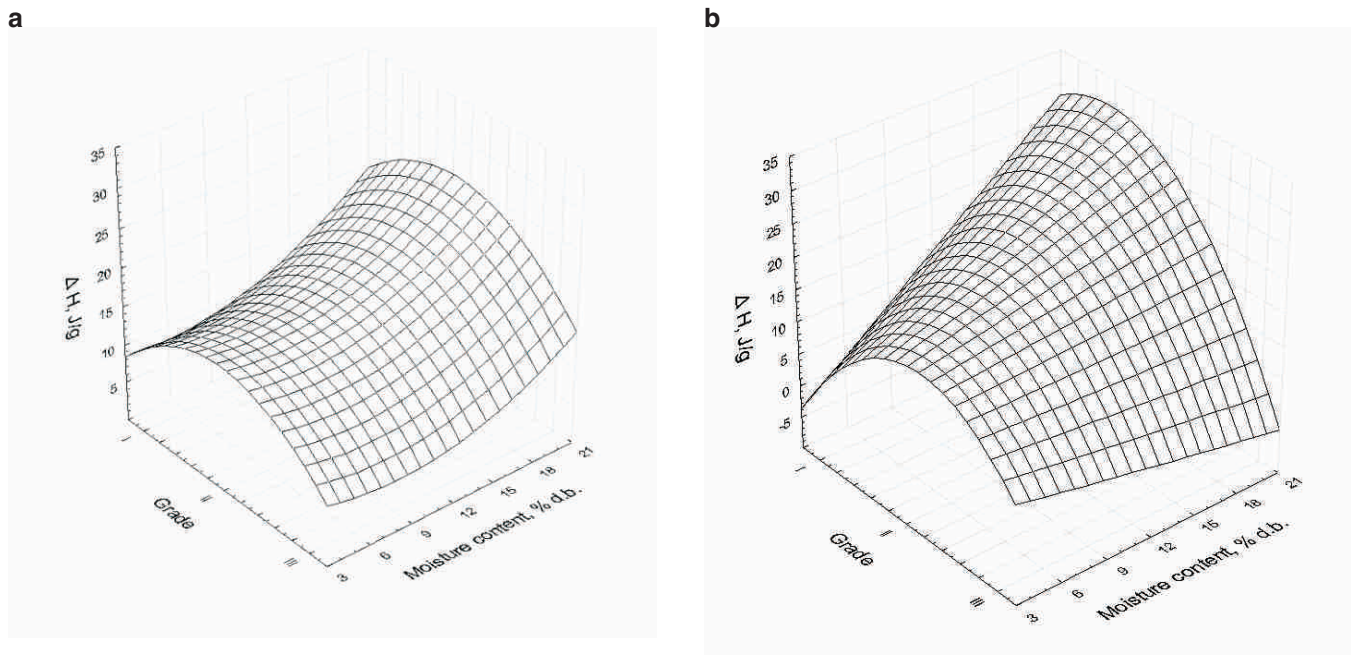 a
35
30
25
20
15
10
5
Δ H, J/g
I
II
III
Grade
3
6
9
12
15
18
21
Moisture content, % d.b.
b
35
30
25
20
15
10
5
0
-5
Δ H, J/g
I
II
III
Grade
3
6
9
12
15
18
21
Moisture content, % d.b.